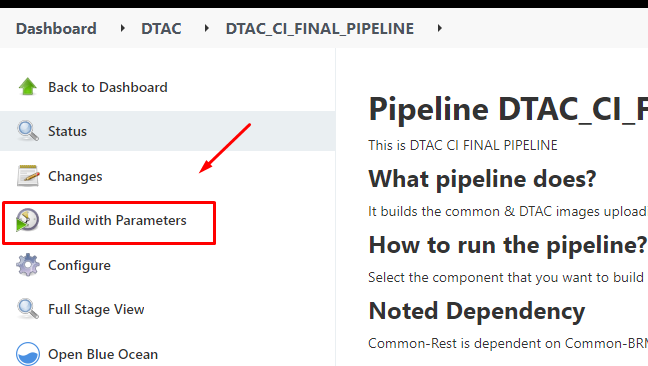 Dashboard DTAC DTAC_CI_FINAL_PIPELINE
Back to Dashboard
Status
Changes
Build with Parameters
Configure
Full Stage View
Open Blue Ocean
Pipeline DTAC_CI_F
This is DTAC CI FINAL PIPELINE
What pipeline does?
It builds the common & DTAC images upload
How to run the pipeline?
Select the component that you want to build
Noted Dependency
Common-Rest is dependent on Common-BRM